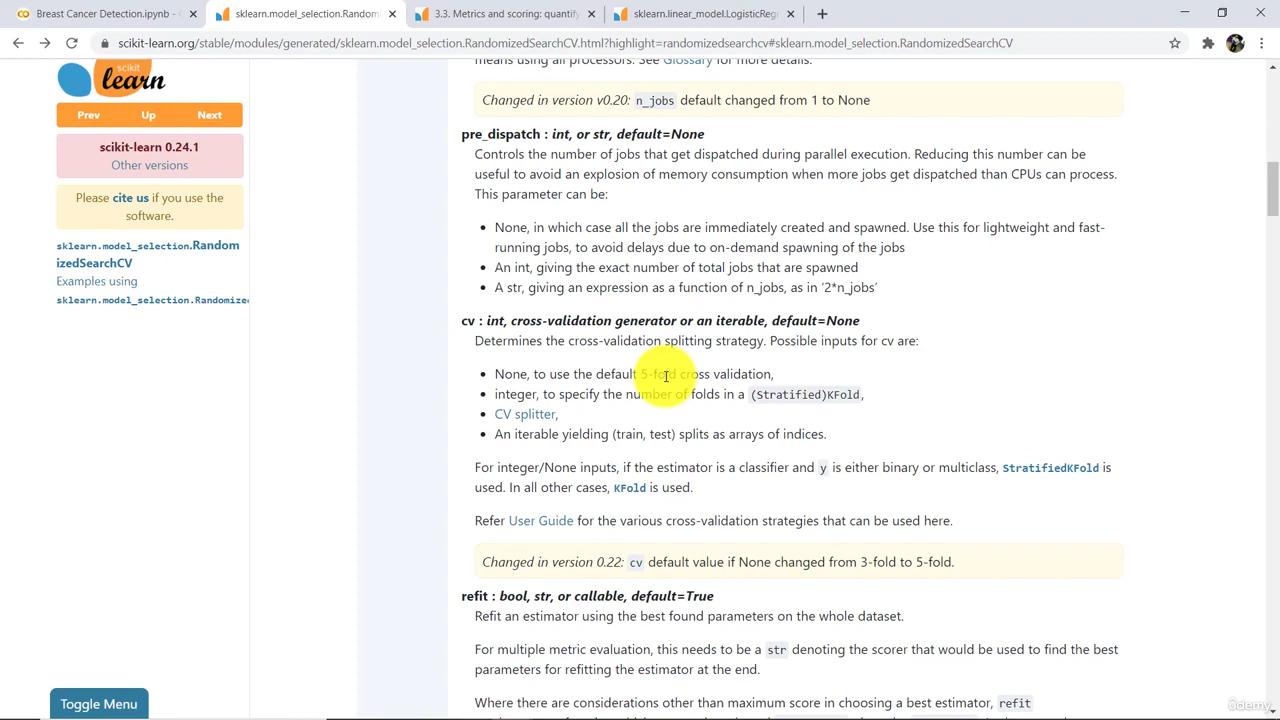 Breast Cancer Detection.ipynb - C
sklearn.model_selection.Random
3.3. Metrics and scoring: quantify
sklearn.linear_model.LogisticRegr
scikit-learn.org/stable/modules/generated/sklearn.model_selection.RandomizedSearchCV.html?highlight=randomizedsearchcv#sklearn.model_selection.RandomizedSearchCV
scikit
learn
Prev Up Next
scikit-learn 0.24.1
Other versions
Please cite us if you use the
software.
sklearn.model_selection.Random
izedSearchCV
Examples using
sklearn.model_selection.Randomize
means using all processors. See Glossary for more details.
Changed in version v0.20: n_jobs default changed from 1 to None
pre_dispatch : int, or str, default=None
Controls the number of jobs that get dispatched during parallel execution. Reducing this number can be
useful to avoid an explosion of memory consumption when more jobs get dispatched than CPUs can process.
This parameter can be:
• None, in which case all the jobs are immediately created and spawned. Use this for lightweight and fast-
running jobs, to avoid delays due to on-demand spawning of the jobs
• An int, giving the exact number of total jobs that are spawned
• A str, giving an expression as a function of n_jobs, as in ‘2*n_jobs’
cv : int, cross-validation generator or an iterable, default=None
Determines the cross-validation splitting strategy. Possible inputs for cv are:
• None, to use the default 5-fold cross validation,
• integer, to specify the number of folds in a (Stratified)KFold,
• CV splitter,
• An iterable yielding (train, test) splits as arrays of indices.
For integer/None inputs, if the estimator is a classifier and y is either binary or multiclass, StratifiedKFold is
used. In all other cases, KFold is used.
Refer User Guide for the various cross-validation strategies that can be used here.
Changed in version 0.22: cv default value if None changed from 3-fold to 5-fold.
refit : bool, str, or callable, default=True
Refit an estimator using the best found parameters on the whole dataset.
For multiple metric evaluation, this needs to be a str denoting the scorer that would be used to find the best
parameters for refitting the estimator at the end.
Where there are considerations other than maximum score in choosing a best estimator, refit
Toggle Menu
ûdemy